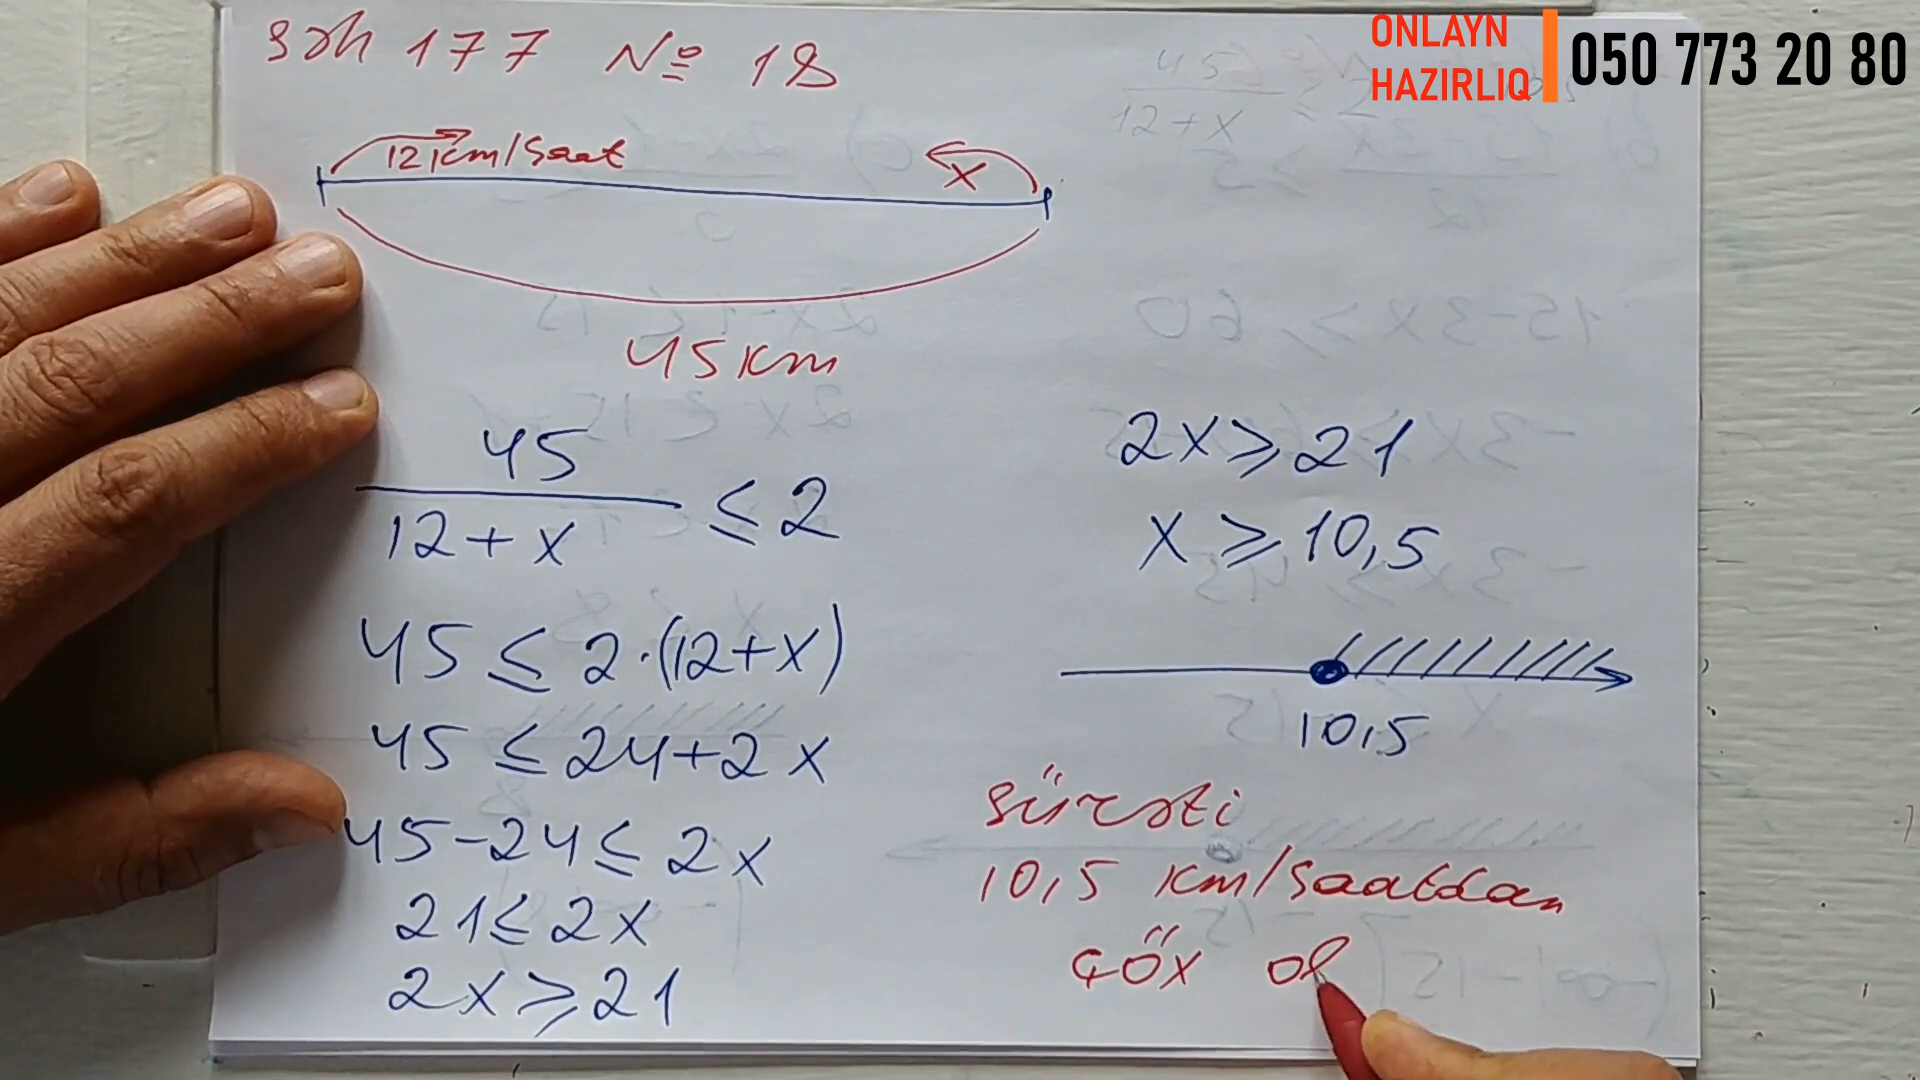 ONLAYN
HAZIRLIQ
050 773 20 80
səh 177 № 18
12 km/saat
x
45 km
45
12+x
≤ 2
45 ≤ 2·(12+x)
45 ≤ 24+2x
45-24 ≤ 2x
21 ≤ 2x
2x ≥ 21
2x ≥ 21
x ≥ 10,5
10,5
sürəti
10,5 km/saatdan
çöx ol